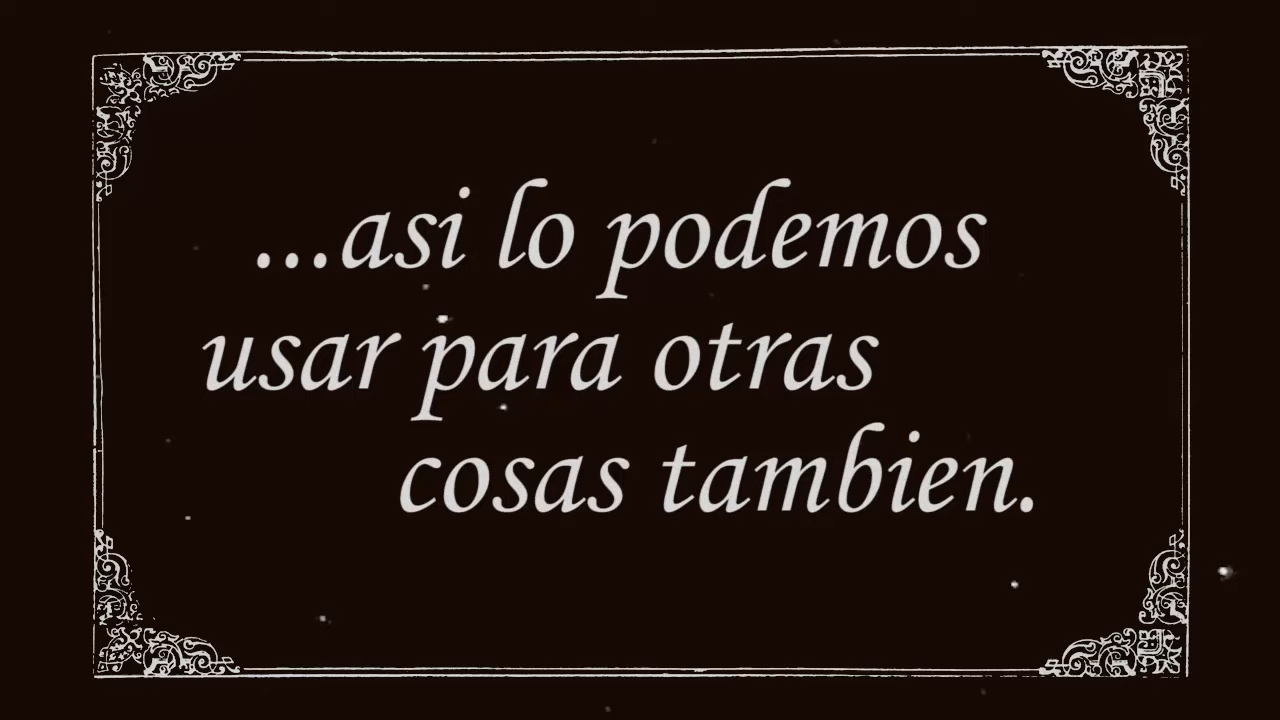 ...asi lo podemos
usar para otras
cosas tambien.